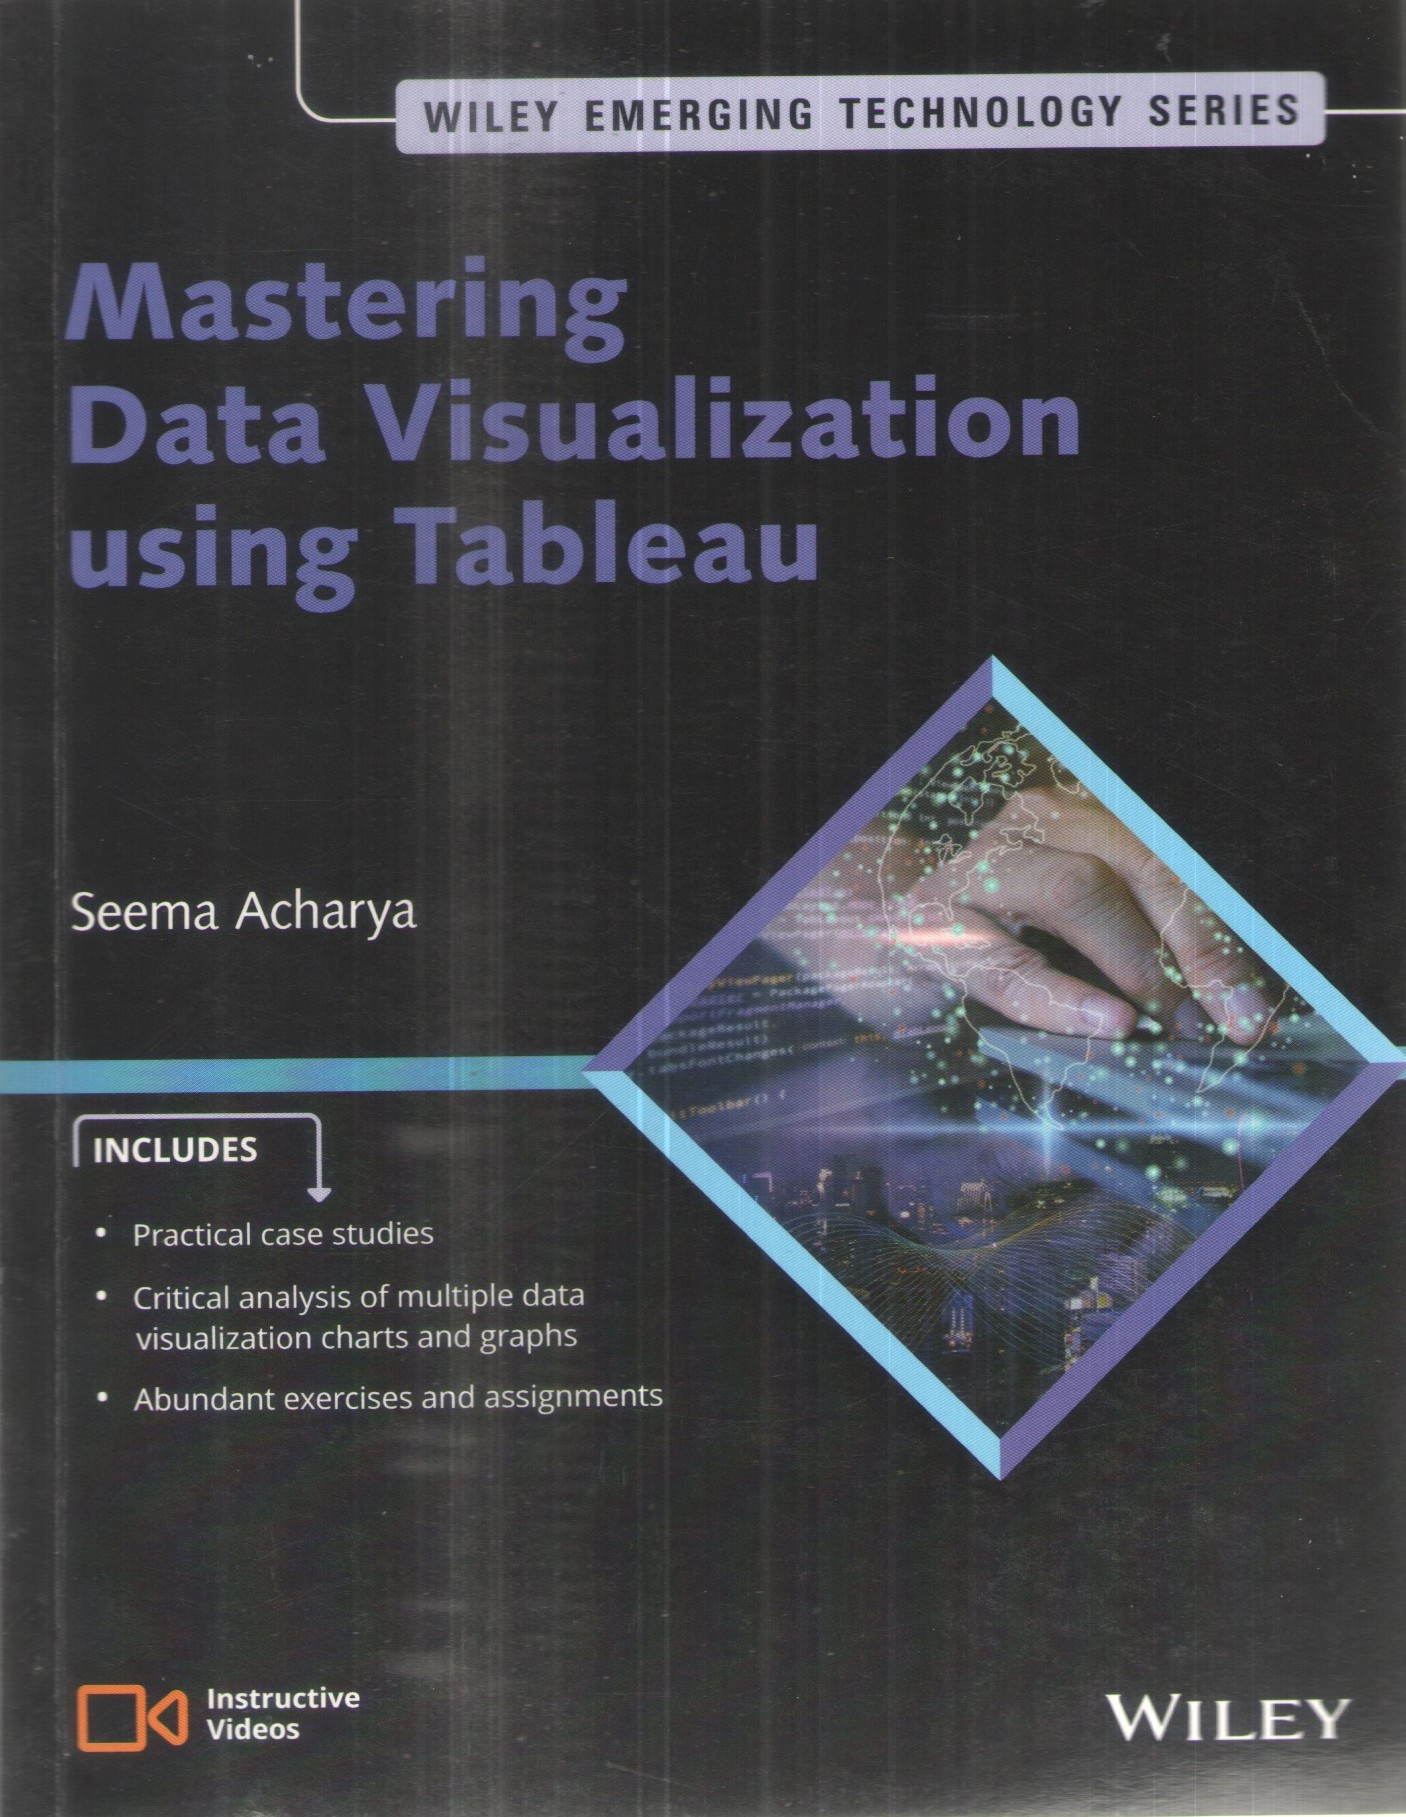 WILEY EMERGING TECHNOLOGY SERIES
Mastering
Data Visualization
using Tableau
Seema Acharya
INCLUDES
• Practical case studies
• Critical analysis of multiple data
visualization charts and graphs
• Abundant exercises and assignments
Instructive
Videos
WILEY